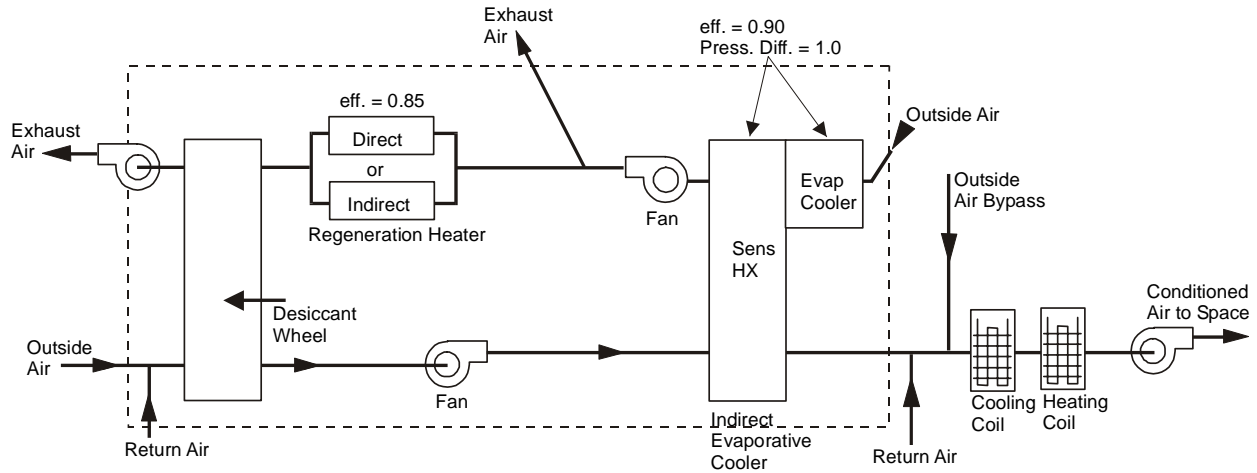 Exhaust
Air
eff. = 0.90
Press. Diff. = 1.0
eff. = 0.85
Outside Air
Exhaust
Air
Direct
or
Indirect
Regeneration Heater
Evap
Cooler
Fan
Outside
Air Bypass
Sens
HX
Desiccant
Wheel
Conditioned
Air to Space
Outside
Air
Fan
Cooling
Coil
Heating
Coil
Return Air
Indirect
Evaporative
Cooler
Return Air